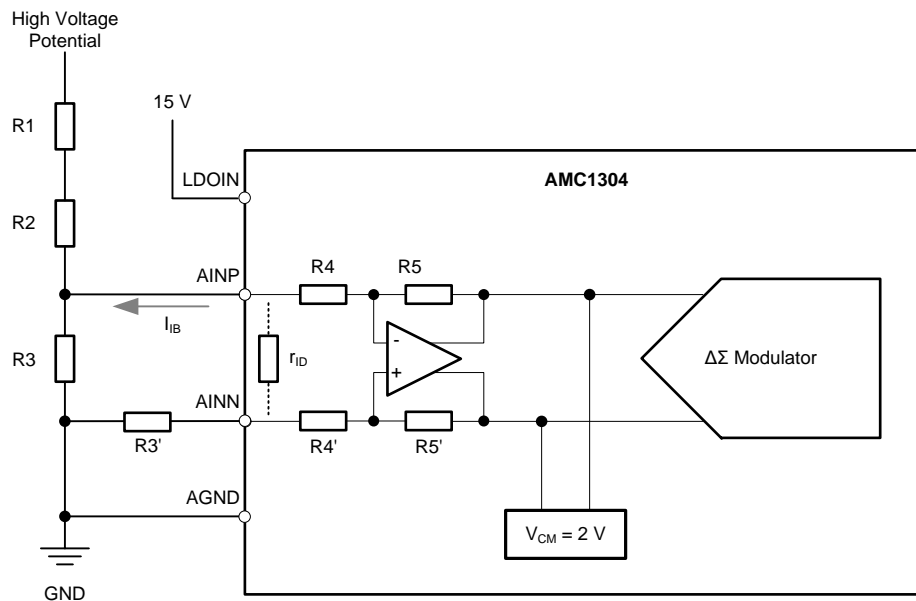 High Voltage
Potential
R1
15 V
LDOIN
AMC1304
R2
AINP
R4
R5
I_IB
R3
r_ID
-
+
ΔΣ Modulator
AINN
R3'
R4'
R5'
AGND
V_CM = 2 V
GND